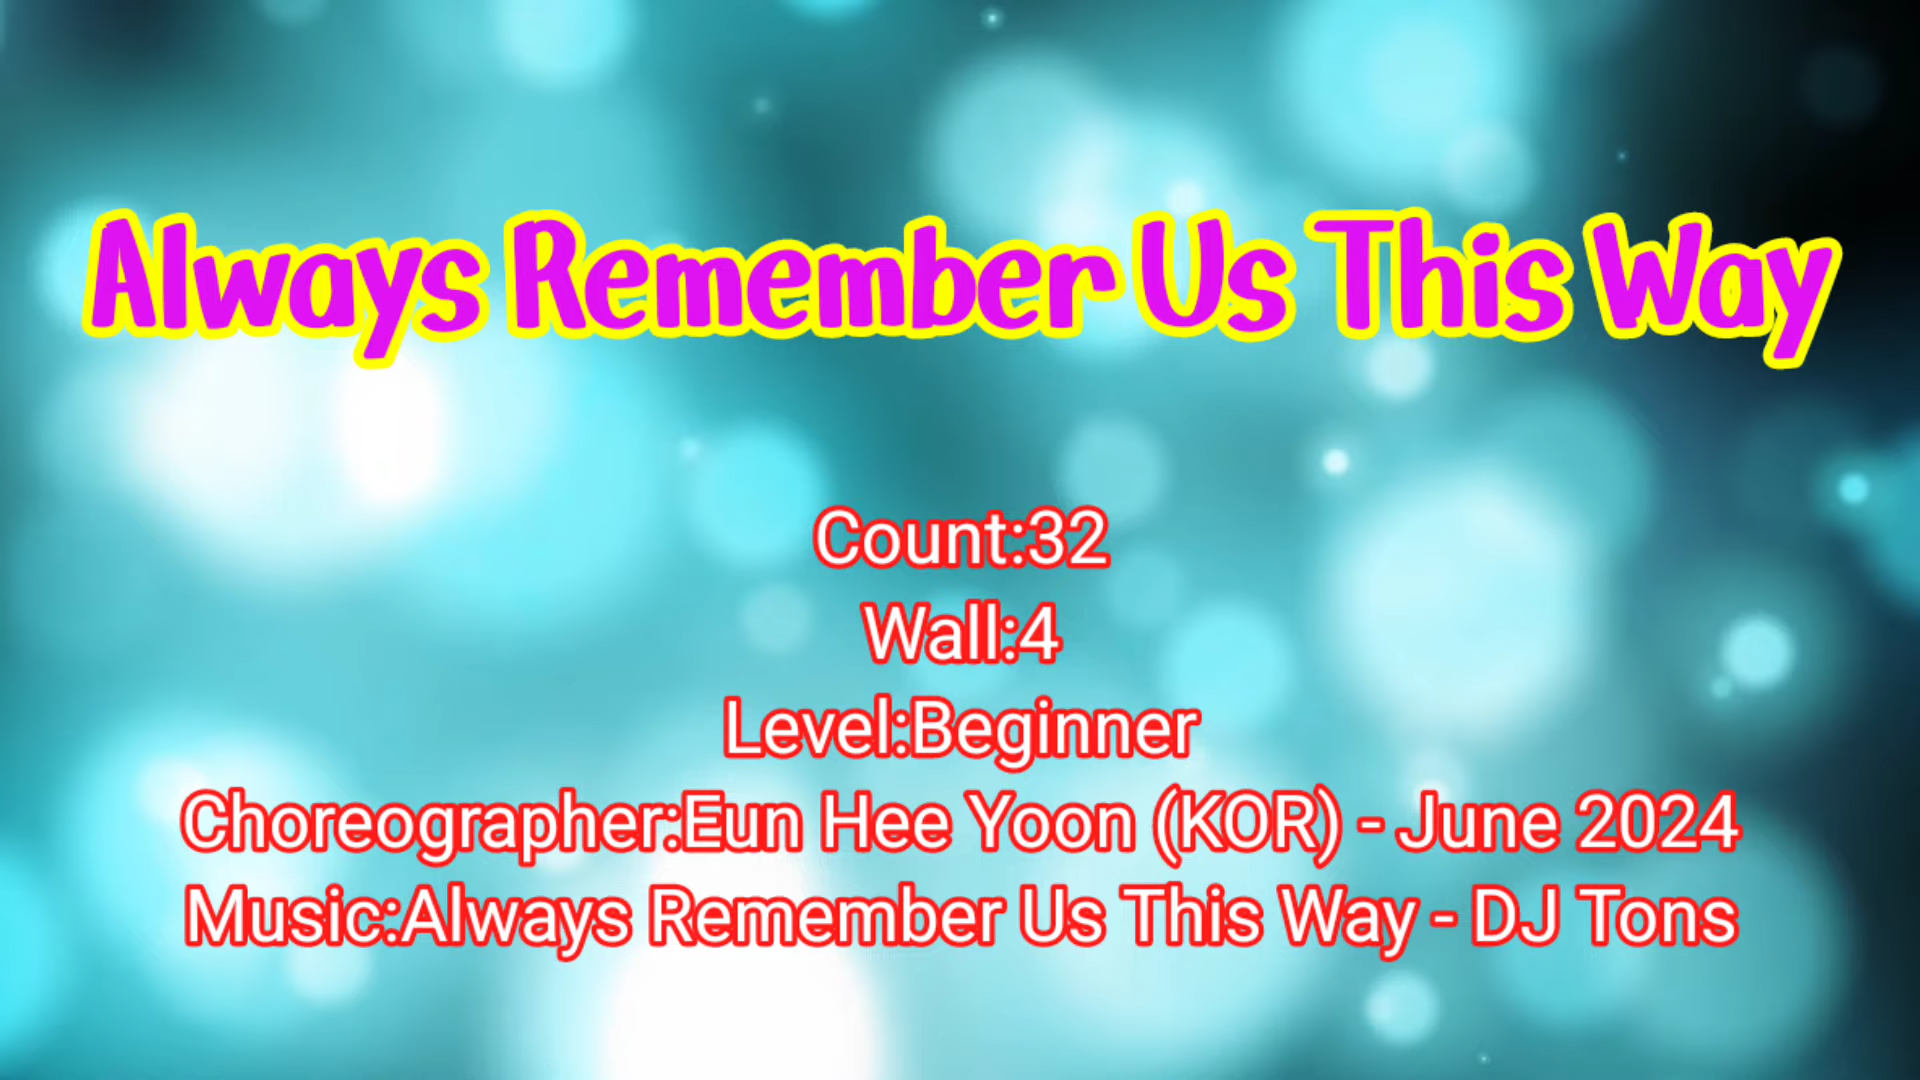 Always Remember Us This Way
Count:32
Wall:4
Level:Beginner
Choreographer:Eun Hee Yoon (KOR) - June 2024
Music:Always Remember Us This Way - DJ Tons